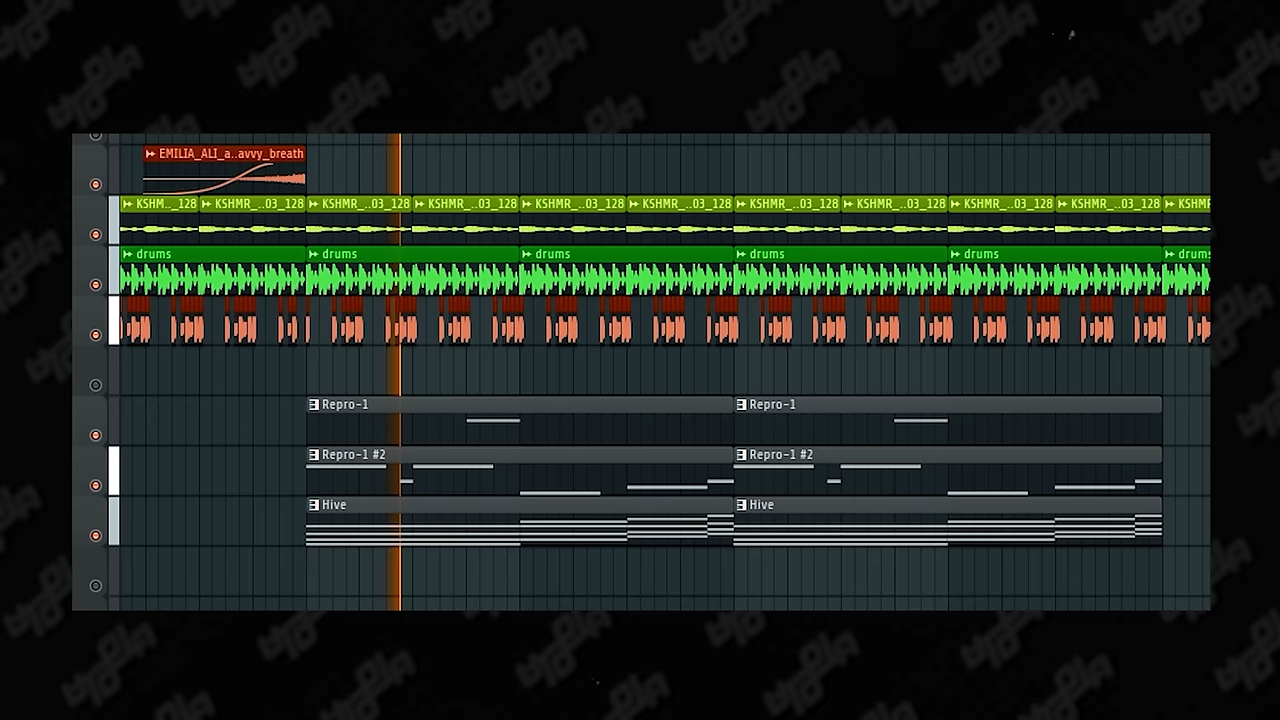 EMILIA_ALI_a..avvy_breath
KSHM.._128 KSHMR_..03_128 KSHMR_..03_128 KSHMR_..03_128 KSHMR_..03_128 KSHMR_..03_128 KSHMR_..03_128 KSHMR_..03_128 KSHMR_..03_128 KSHMR_..03_128 KSHMR
drums drums drums drums drums drums
Repro-1 Repro-1
Repro-1 #2 Repro-1 #2
Hive Hive